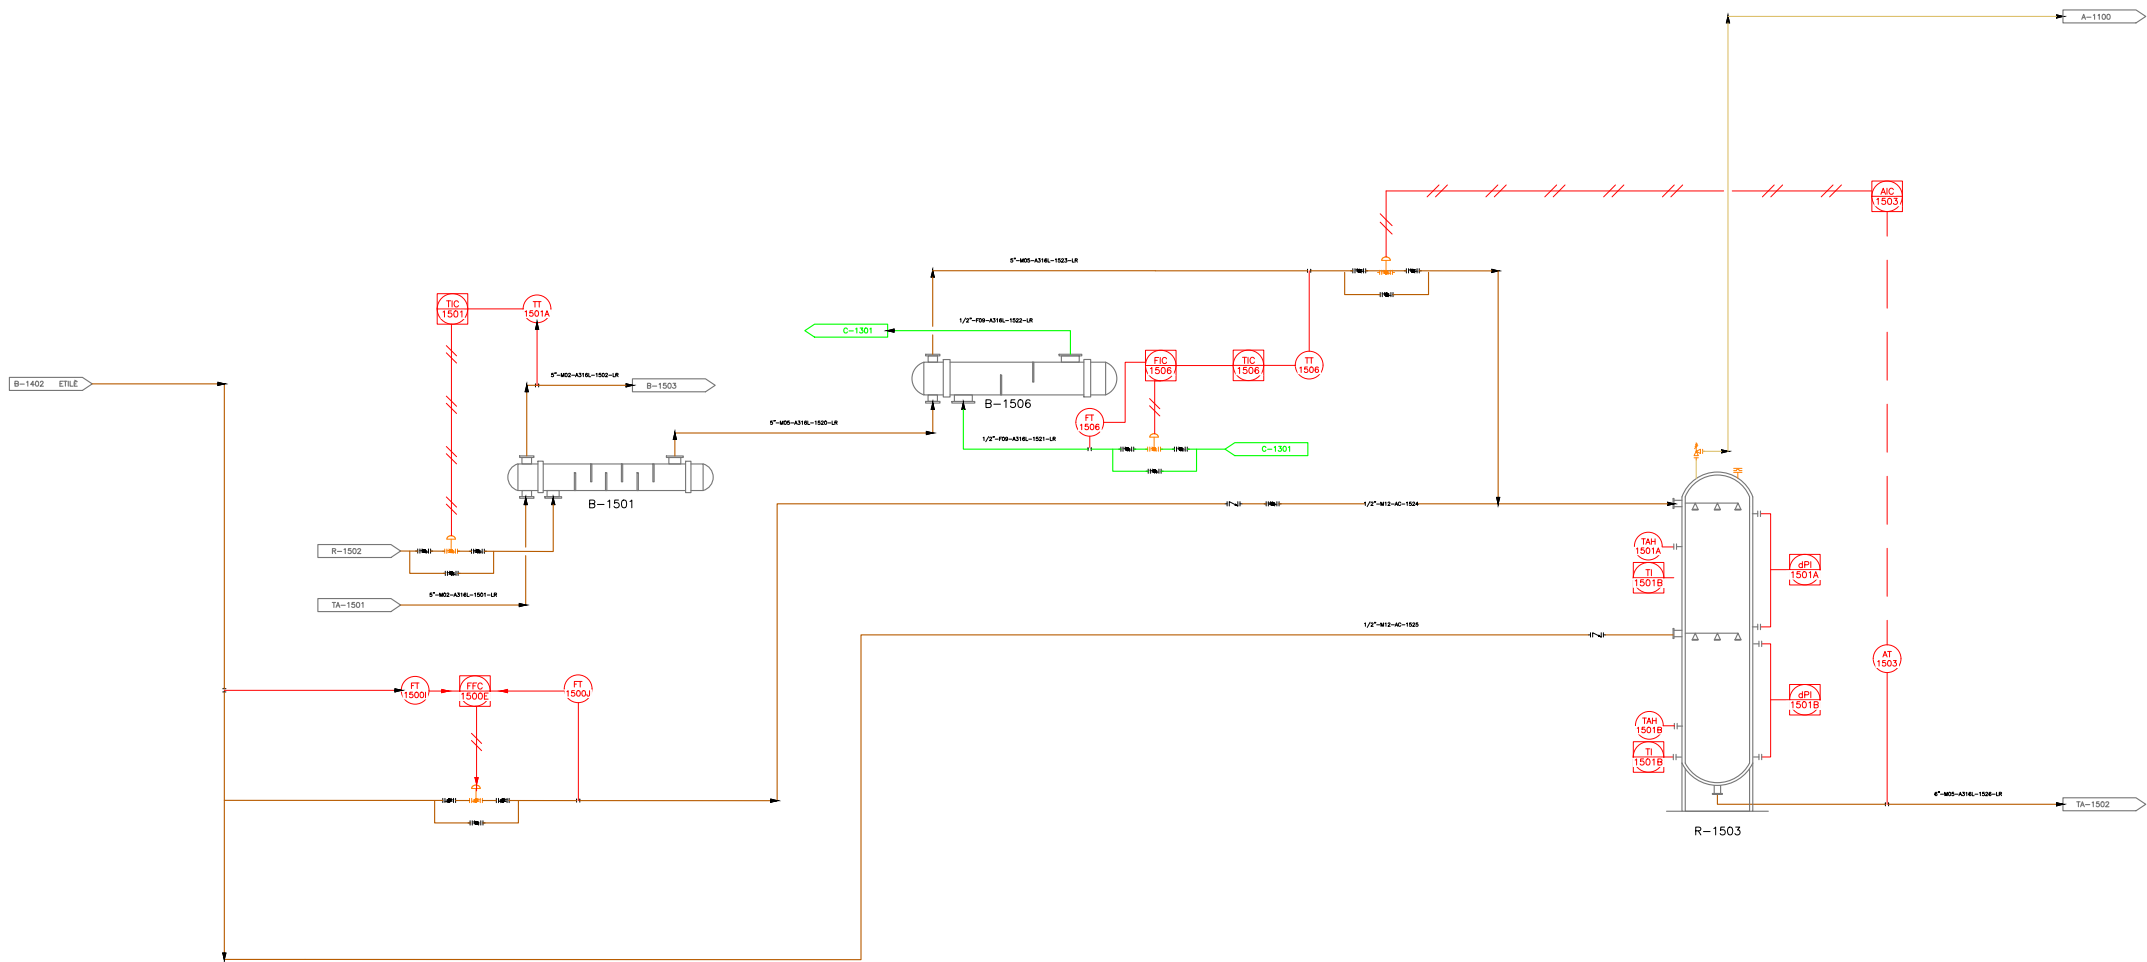 A-1100
AIC
1503
5"-M05-A316L-1523-LR
TIC
1501
TT
1501A
1/2"-F09-A316L-1522-LR
C-1301
FIC
1506
TIC
1506
TT
1506
B-1402 ETILÈ
5"-M02-A316L-1502-LR
B-1503
B-1506
FT
1506
5"-M05-A316L-1520-LR
1/2"-F09-A316L-1521-LR
C-1301
B-1501
1/2"-M12-AC-1524
R-1502
TAH
1501A
TI
1501B
dPI
1501A
5"-M02-A316L-1501-LR
TA-1501
1/2"-M12-AC-1525
AT
1503
FT
1500I
FFC
1500E
FT
1500J
dPI
1501B
TAH
1501B
TI
1501B
6"-M05-A316L-1526-LR
TA-1502
R-1503